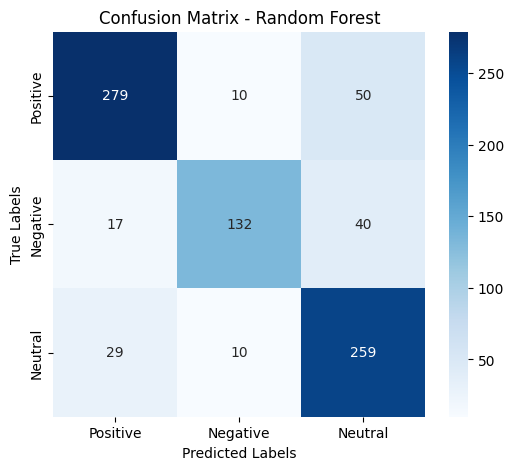 Confusion Matrix - Random Forest
True Labels
Positive
279 10 50
Negative
17 132 40
Neutral
29 10 259
Positive Negative Neutral
Predicted Labels
250
200
150
100
50